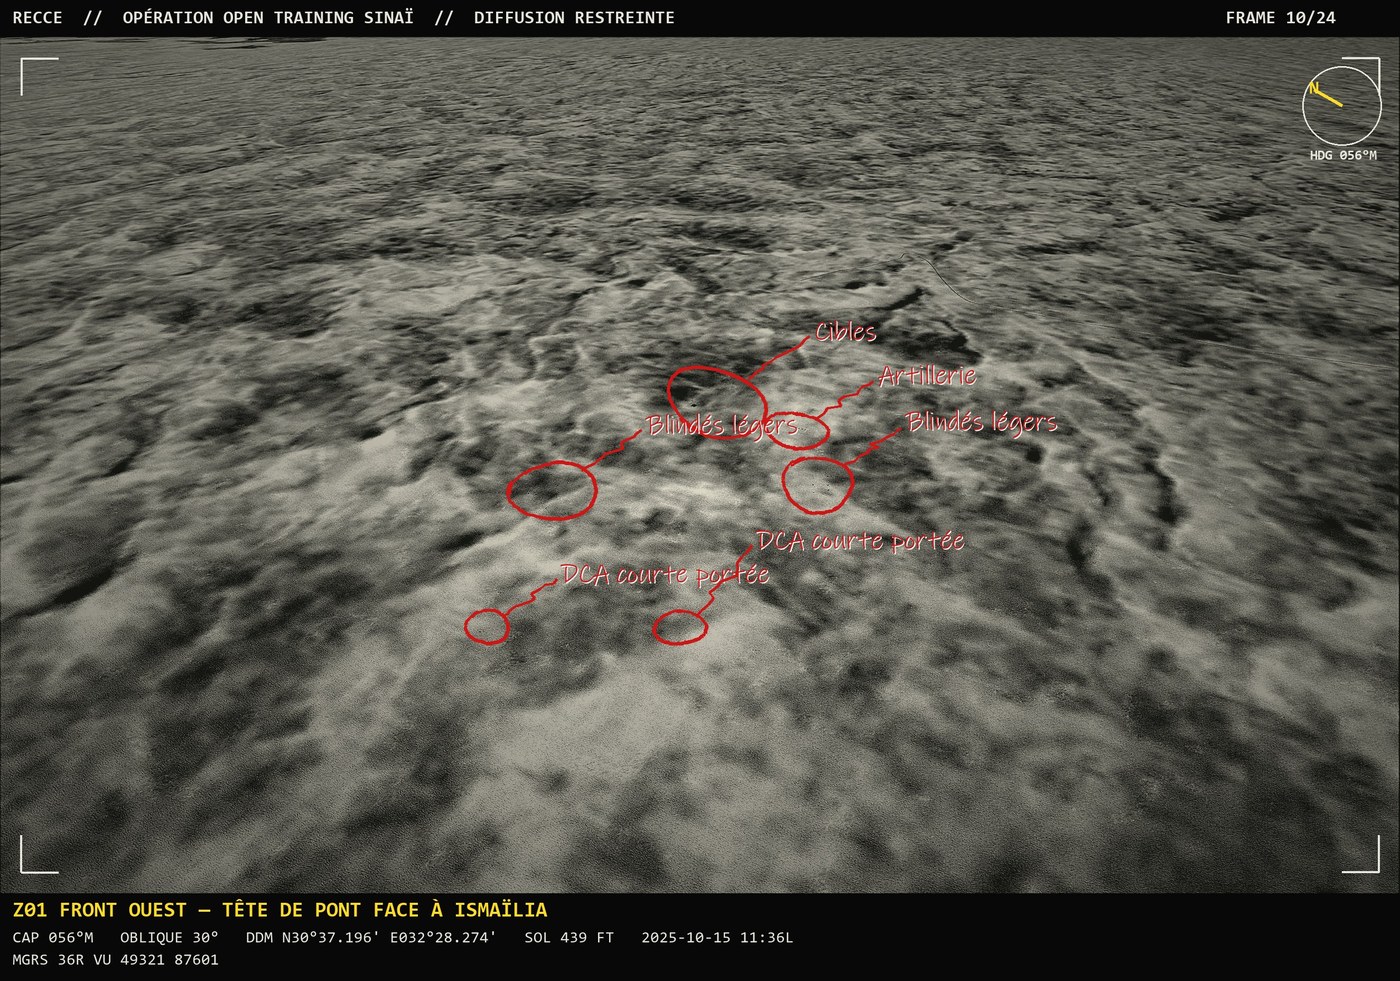 RECCE // OPÉRATION OPEN TRAINING SINAÏ // DIFFUSION RESTREINTE
FRAME 10/24
N
HDG 056°M
Cibles
Artillerie
Blindés légers
Blindés légers
DCA courte portée
DCA courte portée
Z01 FRONT OUEST — TÊTE DE PONT FACE À ISMAÏLIA
CAP 056°M OBLIQUE 30° DDM N30°37.196' E032°28.274' SOL 439 FT 2025-10-15 11:36L
MGRS 36R VU 49321 87601